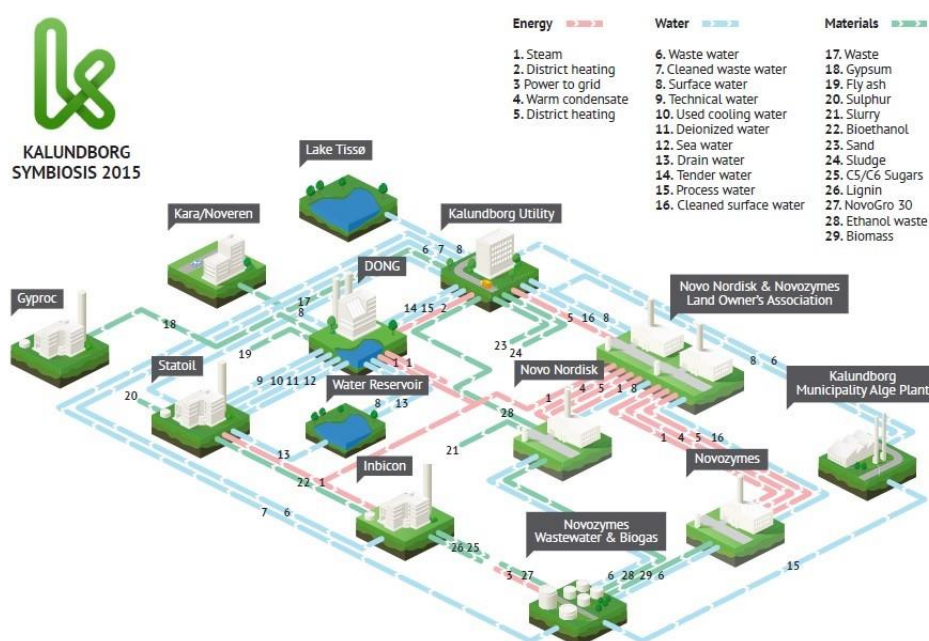 KALUNDBORG
SYMBIOSIS 2015
Energy
1. Steam
2. District heating
3 Power to grid
4. Warm condensate
5. District heating
Water
6. Waste water
7. Cleaned waste water
8. Surface water
9. Technical water
10. Used cooling water
11. Deionized water
12. Sea water
13. Drain water
14. Tender water
15. Process water
16. Cleaned surface water
Materials
17. Waste
18. Gypsum
19. Fly ash
20. Sulphur
21. Slurry
22. Bioethanol
23. Sand
24. Sludge
25. C5/C6 Sugars
26. Lignin
27. NovoGro 30
28. Ethanol waste
29. Biomass
Lake Tissø
Kara/Noveren
Kalundborg Utility
6 7 8
DONG
Gyproc
Novo Nordisk & Novozymes
Land Owner's Association
17
8
14 15 2
18
5 16 8
23
24
19
8 6
Statoil
1 1
Novo Nordisk
Kalundborg
Municipality Alge Plant
9 10 11 12
Water Reservoir
4 5 1 8
20
8 13
1
28
1 4 5 16
21
13
Inbicon
Novozymes
22 1
7 6
Novozymes
Wastewater & Biogas
26 25
3 27
6 28 29 6
15